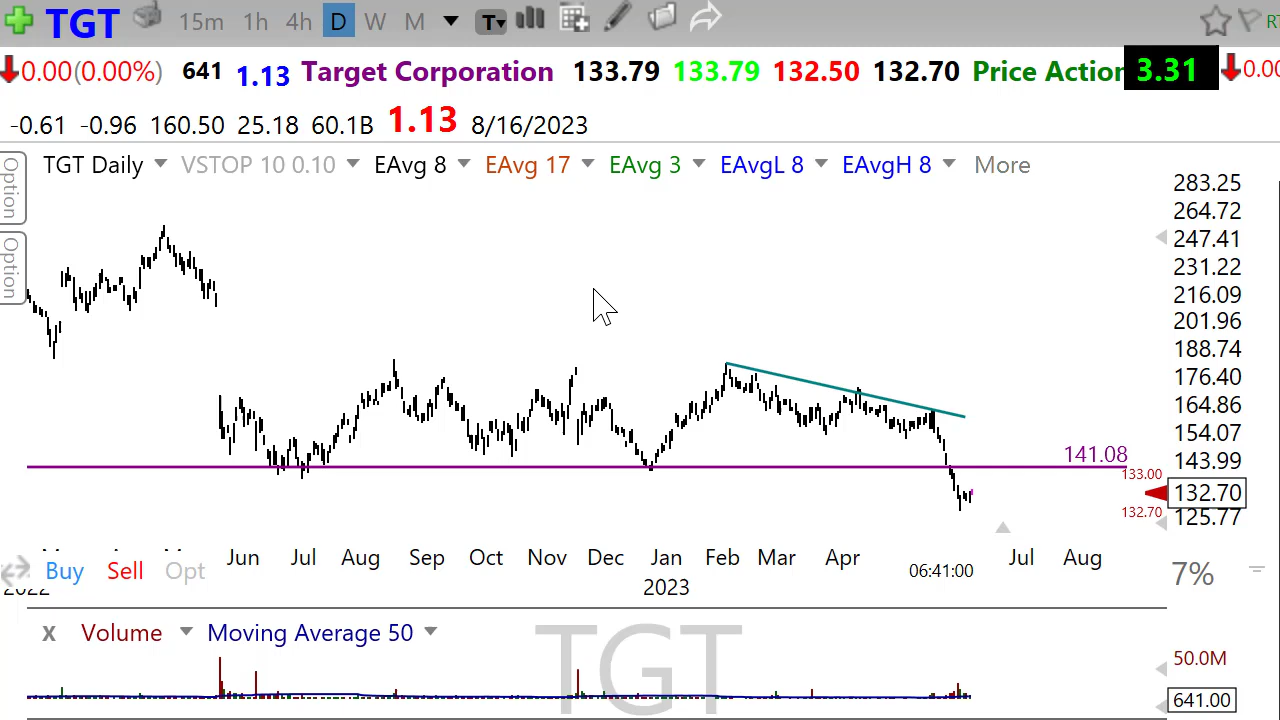 TGT 15m 1h 4h D W M T
0.00(0.00%) 641 1.13 Target Corporation 133.79 133.79 132.50 132.70 Price Action 3.31
-0.61 -0.96 160.50 25.18 60.1B 1.13 8/16/2023
TGT Daily VSTOP 10 0.10 EAvg 8 EAvg 17 EAvg 3 EAvgL 8 EAvgH 8 More
Option
Option
283.25
264.72
247.41
231.22
216.09
201.96
188.74
176.40
164.86
154.07
141.08
143.99
133.00
132.70
132.70
125.77
Jun Jul Aug Sep Oct Nov Dec Jan Feb Mar Apr Jul Aug
Buy Sell Opt 06:41:00 7%
2023
X Volume Moving Average 50
TGT
50.0M
641.00